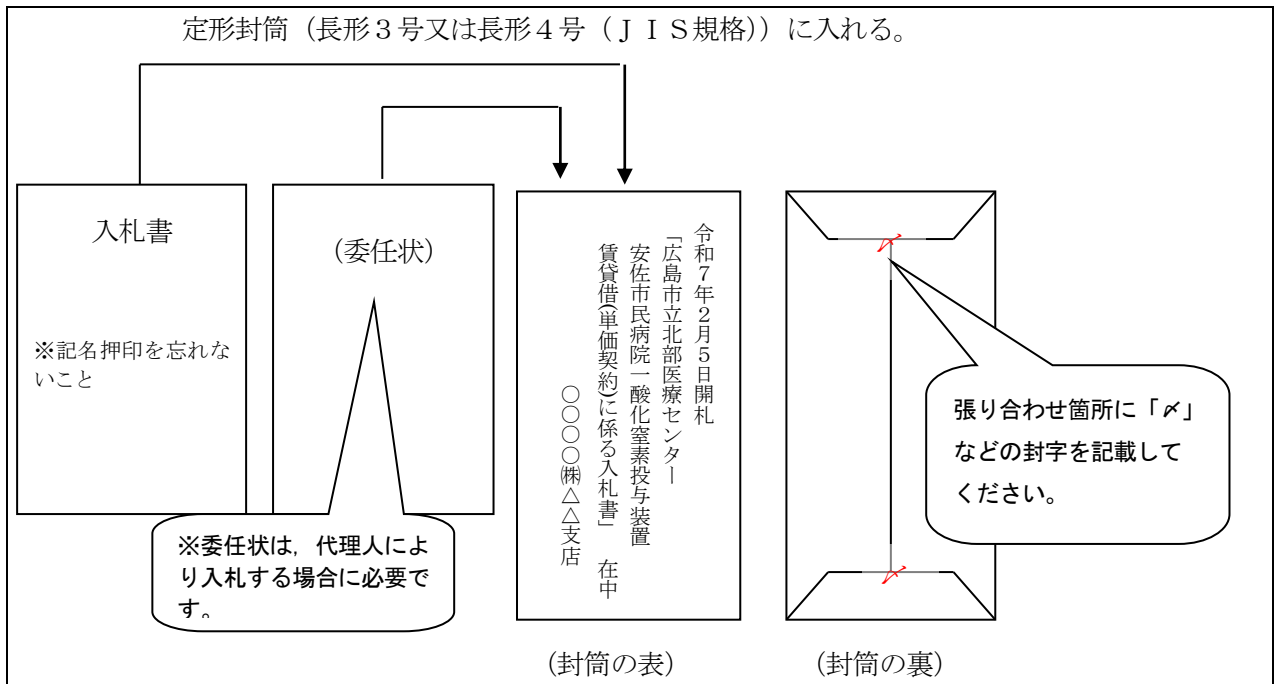 定形封筒（長形３号又は長形４号（ＪＩＳ規格））に入れる。
入札書
※記名押印を忘れな
いこと
（委任状）
※委任状は，代理人によ
り入札する場合に必要で
す。
令和７年２月５日開札
「広島市立北部医療センター
安佐市民病院一酸化窒素投与装置
賃貸借(単価契約)に係る入札書」　在中
○○○○㈱△△支店
〆
〆
張り合わせ箇所に「〆」
などの封字を記載して
ください。
（封筒の表）
（封筒の裏）